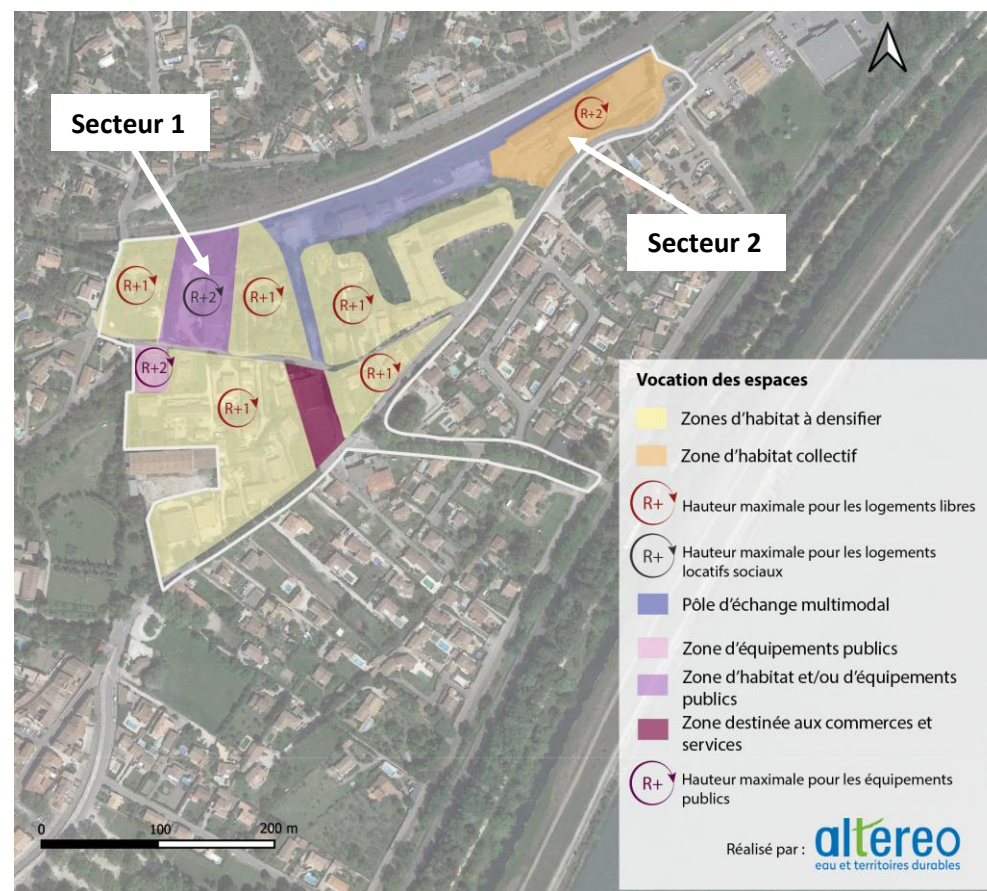 Secteur 1
Secteur 2
R+2
R+1
R+2
R+1
R+1
R+2
R+1
R+1
Vocation des espaces
Zones d'habitat à densifier
Zone d'habitat collectif
R+ Hauteur maximale pour les logements libres
R+ Hauteur maximale pour les logements
locatifs sociaux
Pôle d'échange multimodal
Zone d'équipements publics
Zone d'habitat et/ou d'équipements
publics
Zone destinée aux commerces et
services
R+ Hauteur maximale pour les équipements
publics
Réalisé par : altereo
eau et territoires durables
0 100 200 m